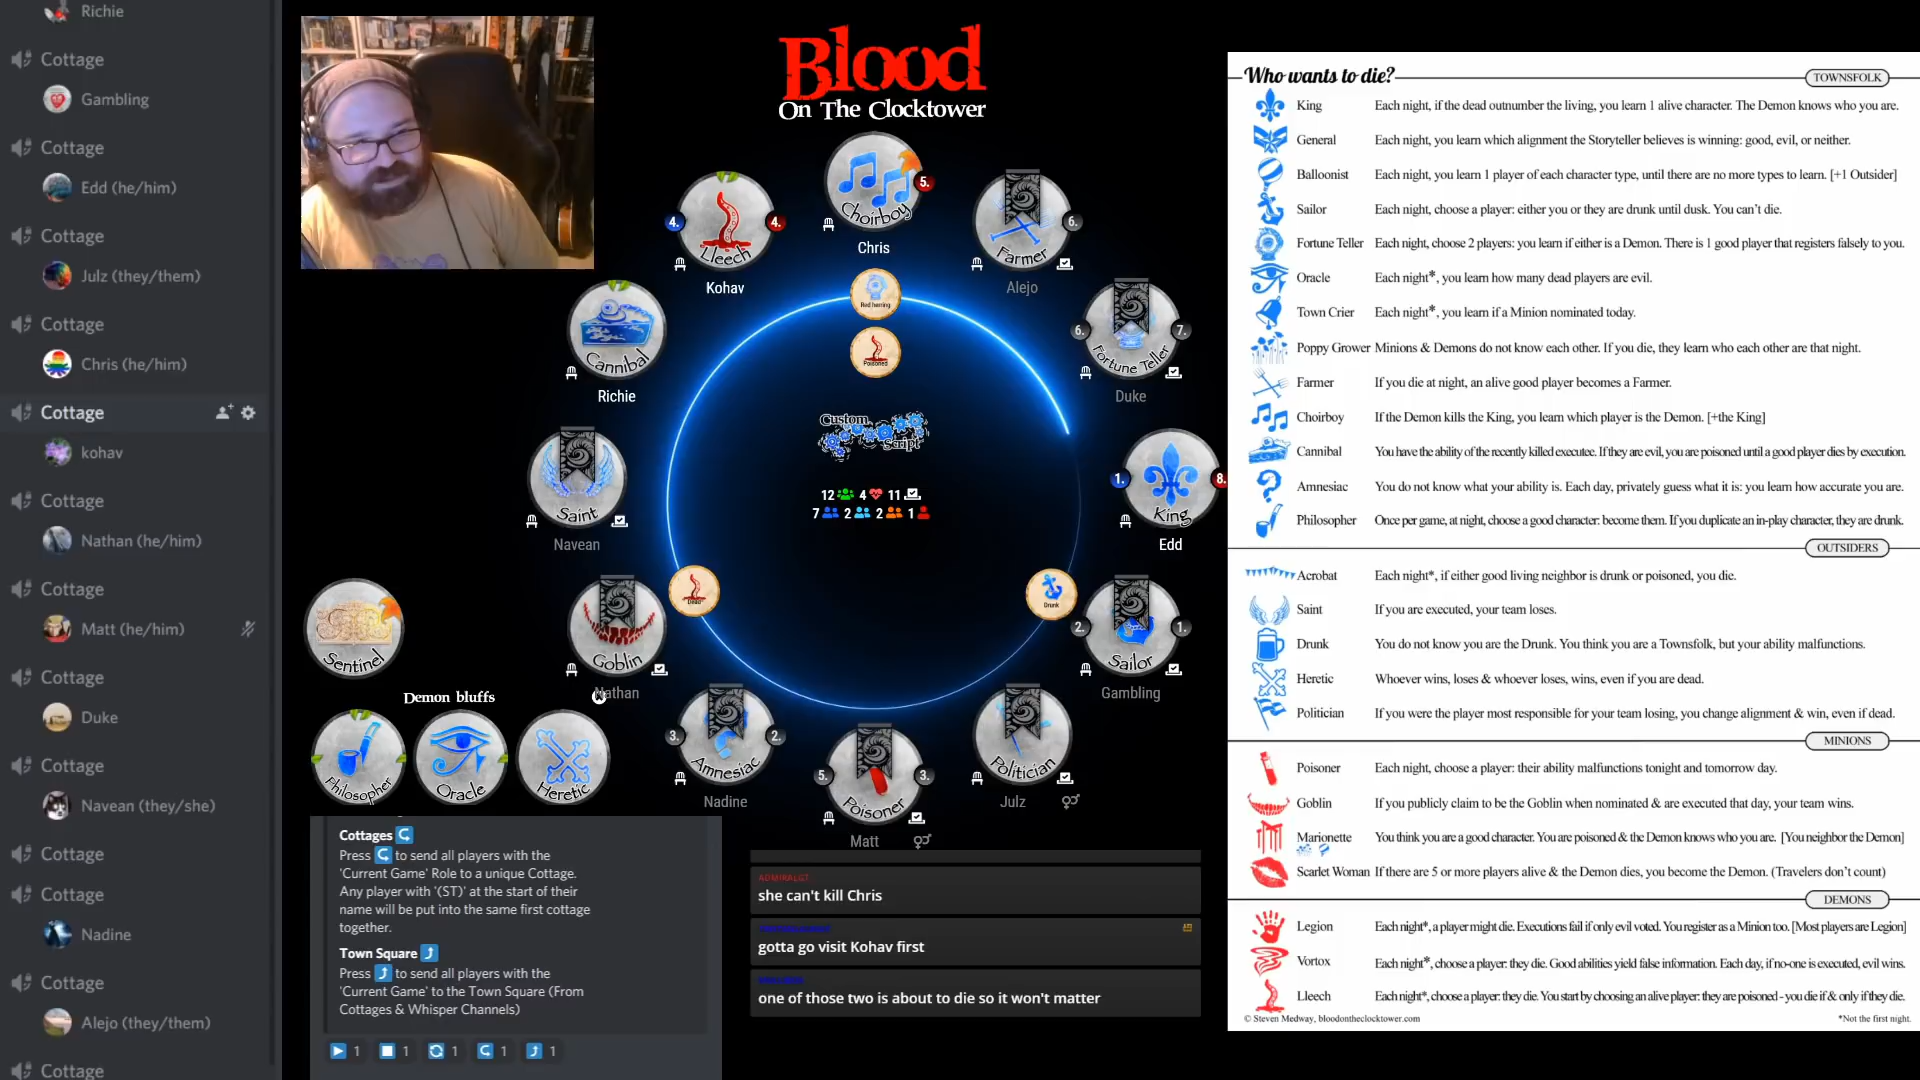 Richie
Cottage
Gambling
Cottage
Edd (he/him)
Cottage
Julz (they/them)
Cottage
Chris (he/him)
Cottage
kohav
Cottage
Nathan (he/him)
Cottage
Matt (he/him)
Cottage
Duke
Cottage
Navean (they/she)
Cottage
Cottage
Nadine
Cottage
Alejo (they/them)
Cottage
Blood
On The Clocktower
Choirboy
5.
Chris
4.
Lleech
4.
Kohav
Farmer
6.
Alejo
Cannibal
Richie
6.
Fortune Teller
7.
Duke
Red herring
Poisoned
Custom
Script
12 4 11
7 2 2 1
Saint
Navean
1.
King
8.
Edd
Sentinel
Goblin
Nathan
Dead
Drunk
2.
Sailor
1.
Gambling
3.
Amnesiac
2.
Nadine
5.
Poisoner
3.
Matt
Politician
Julz
Demon bluffs
Philosopher
Oracle
Heretic
Cottages
Press to send all players with the
'Current Game' Role to a unique Cottage.
Any player with '(ST)' at the start of their
name will be put into the same first cottage
together.
Town Square
Press to send all players with the
'Current Game' to the Town Square (From
Cottages & Whisper Channels)
1 1 1 1 1
she can't kill Chris
gotta go visit Kohav first
one of those two is about to die so it won't matter
Who wants to die?
TOWNSFOLK
King Each night, if the dead outnumber the living, you learn 1 alive character. The Demon knows who you are.
General Each night, you learn which alignment the Storyteller believes is winning: good, evil, or neither.
Balloonist Each night, you learn 1 player of each character type, until there are no more types to learn. [+1 Outsider]
Sailor Each night, choose a player: either you or they are drunk until dusk. You can't die.
Fortune Teller Each night, choose 2 players: you learn if either is a Demon. There is 1 good player that registers falsely to you.
Oracle Each night*, you learn how many dead players are evil.
Town Crier Each night*, you learn if a Minion nominated today.
Poppy Grower Minions & Demons do not know each other. If you die, they learn who each other are that night.
Farmer If you die at night, an alive good player becomes a Farmer.
Choirboy If the Demon kills the King, you learn which player is the Demon. [+the King]
Cannibal You have the ability of the recently killed executee. If they are evil, you are poisoned until a good player dies by execution.
Amnesiac You do not know what your ability is. Each day, privately guess what it is: you learn how accurate you are.
Philosopher Once per game, at night, choose a good character: become them. If you duplicate an in-play character, they are drunk.
OUTSIDERS
Acrobat Each night*, if either good living neighbor is drunk or poisoned, you die.
Saint If you are executed, your team loses.
Drunk You do not know you are the Drunk. You think you are a Townsfolk, but your ability malfunctions.
Heretic Whoever wins, loses & whoever loses, wins, even if you are dead.
Politician If you were the player most responsible for your team losing, you change alignment & win, even if dead.
MINIONS
Poisoner Each night, choose a player: their ability malfunctions tonight and tomorrow day.
Goblin If you publicly claim to be the Goblin when nominated & are executed that day, your team wins.
Marionette You think you are a good character. You are poisoned & the Demon knows who you are. [You neighbor the Demon]
Scarlet Woman If there are 5 or more players alive & the Demon dies, you become the Demon. (Travelers don't count)
DEMONS
Legion Each night*, a player might die. Executions fail if only evil voted. You register as a Minion too. [Most players are Legion]
Vortox Each night*, choose a player: they die. Good abilities yield false information. Each day, if no-one is executed, evil wins.
Lleech Each night*, choose a player: they die. You start by choosing an alive player: they are poisoned - you die if & only if they die.
© Steven Medway, bloodontheclocktower.com
*Not the first night.